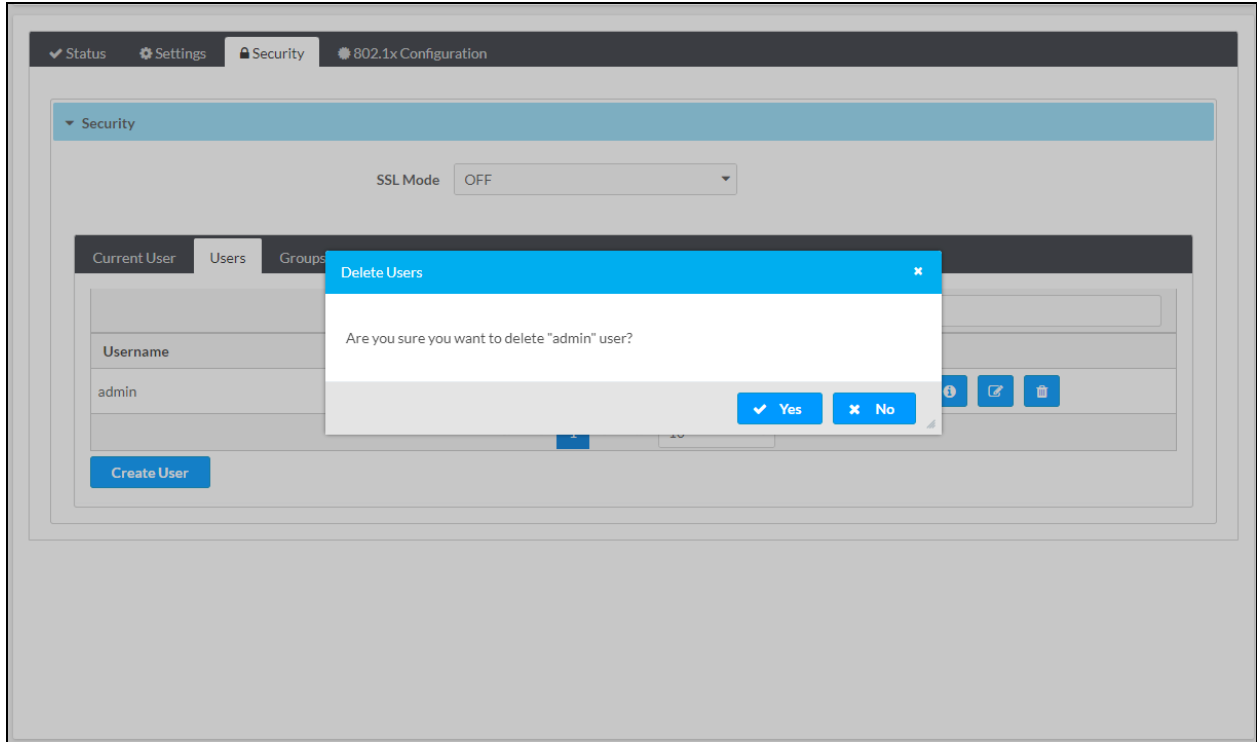 Status Settings Security 802.1x Configuration
Security
SSL Mode OFF
Current User Users Groups
Delete Users
Are you sure you want to delete "admin" user?
Username
admin
Yes No
Create User